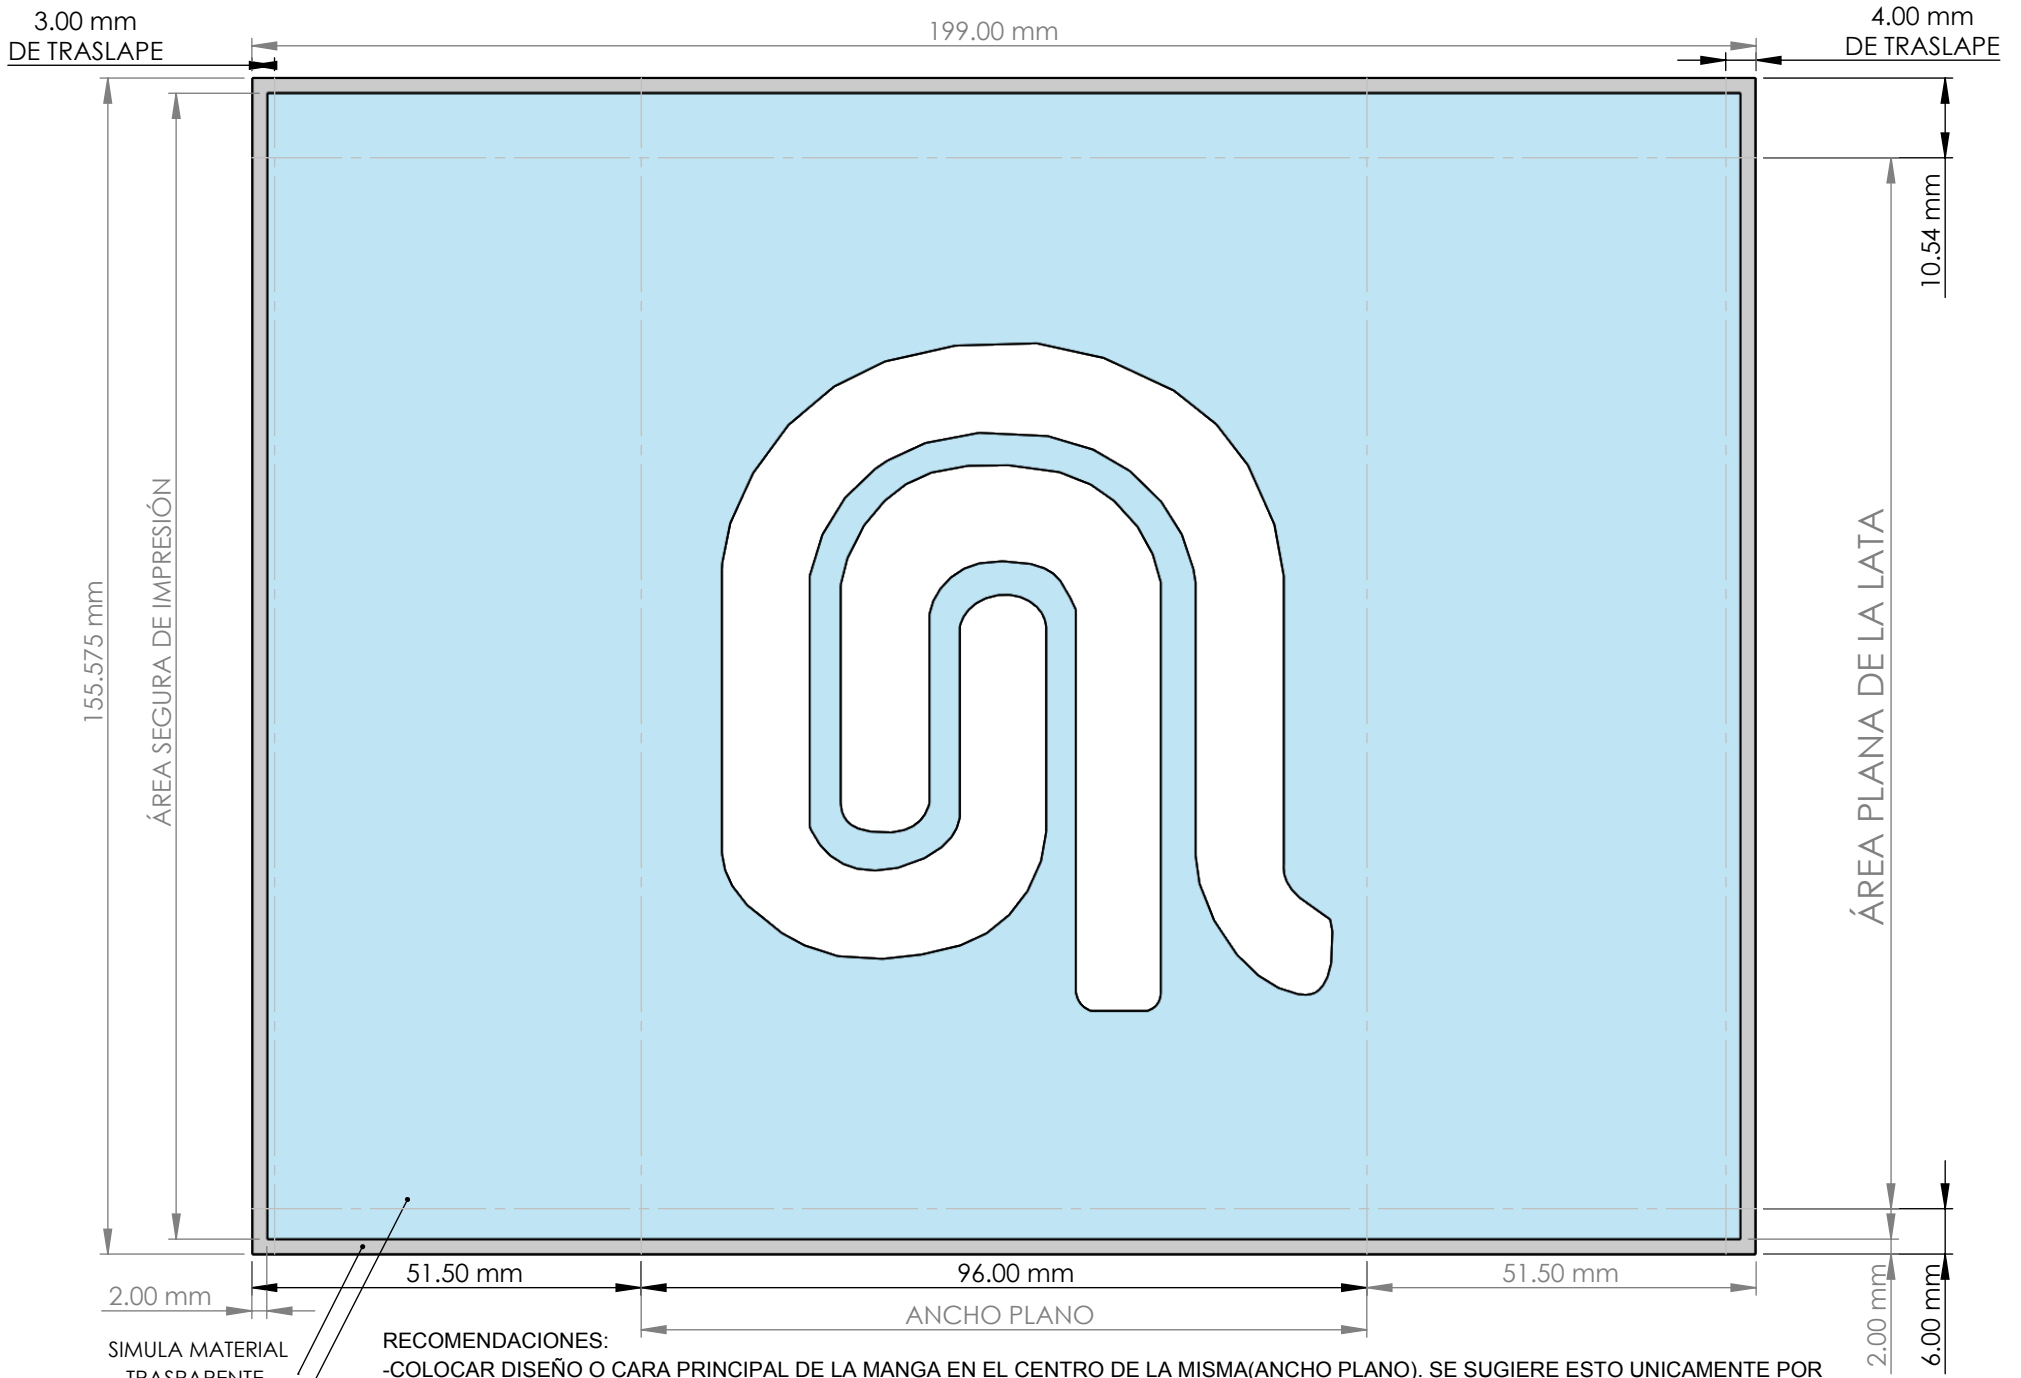 3.00 mm
DE TRASLAPE
199.00 mm
4.00 mm
DE TRASLAPE
10.54 mm
155.575 mm
ÁREA SEGURA DE IMPRESIÓN
ÁREA PLANA DE LA LATA
51.50 mm
96.00 mm
51.50 mm
2.00 mm
ANCHO PLANO
2.00 mm
6.00 mm
SIMULA MATERIAL
TRASPARENTE
RECOMENDACIONES:
-COLOCAR DISEÑO O CARA PRINCIPAL DE LA MANGA EN EL CENTRO DE LA MISMA(ANCHO PLANO). SE SUGIERE ESTO UNICAMENTE POR